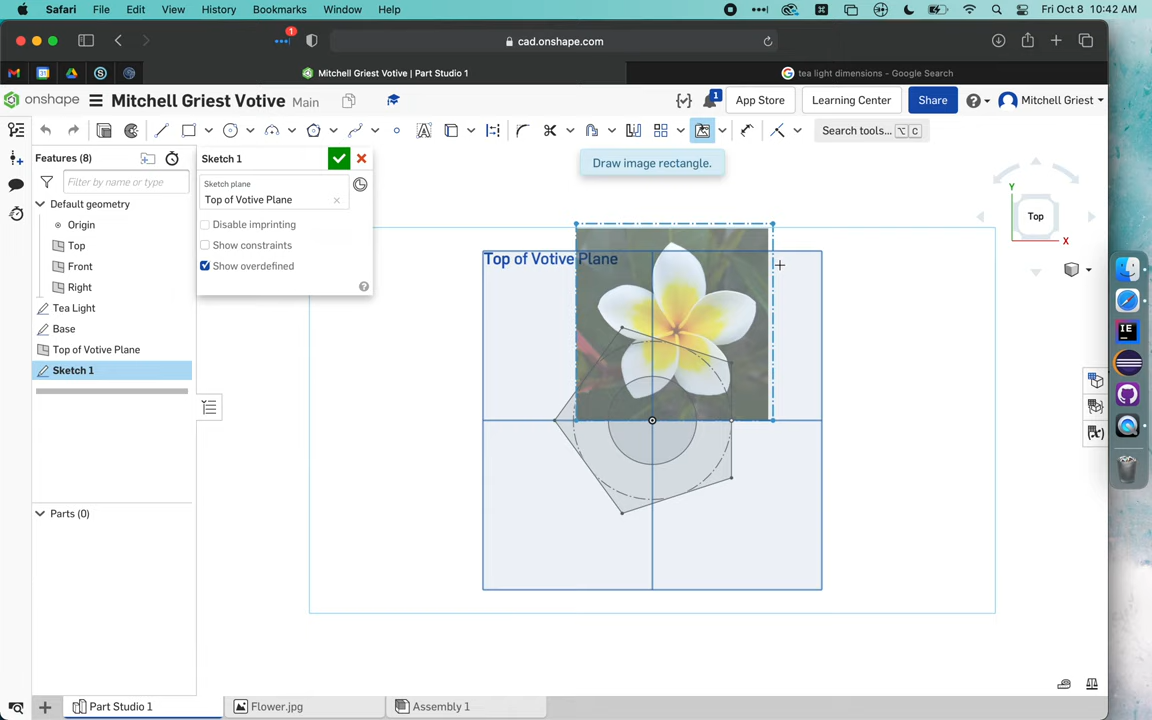 Safari File Edit View History Bookmarks Window Help Fri Oct 8 10:42 AM
1
cad.onshape.com
Mitchell Griest Votive | Part Studio 1
tea light dimensions - Google Search
onshape Mitchell Griest Votive Main 1 App Store Learning Center Share Mitchell Griest
Search tools... ⌥ C
Features (8)
Filter by name or type
Default geometry
Origin
Top
Front
Right
Tea Light
Base
Top of Votive Plane
Sketch 1
Parts (0)
Sketch 1
Sketch plane
Top of Votive Plane
Disable imprinting
Show constraints
Show overdefined
Draw image rectangle.
Top of Votive Plane
Y
Top
X
IE
Part Studio 1
Flower.jpg
Assembly 1